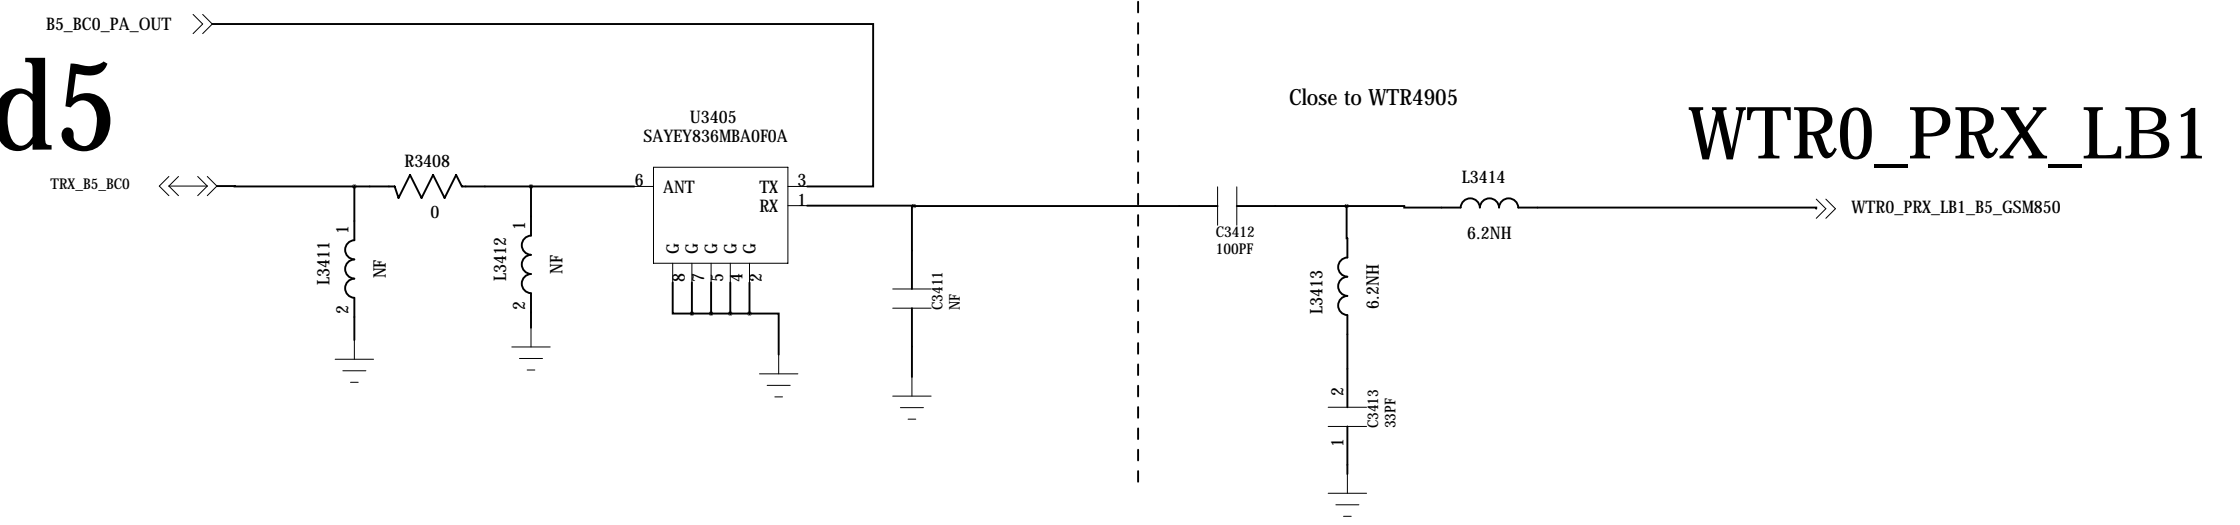 B5_BC0_PA_OUT
d5
Close to WTR4905
WTR0_PRX_LB1
U3405
SAYEY836MBA0F0A
R3408
0
TRX_B5_BC0
6
ANT
TX
3
RX
1
L3414
6.2NH
WTR0_PRX_LB1_B5_GSM850
C3412
100PF
L3411
NF
1
2
L3412
NF
1
2
G G G G G
8 7 5 4 2
C3411
NF
L3413
6.2NH
2
C3413
33PF
1